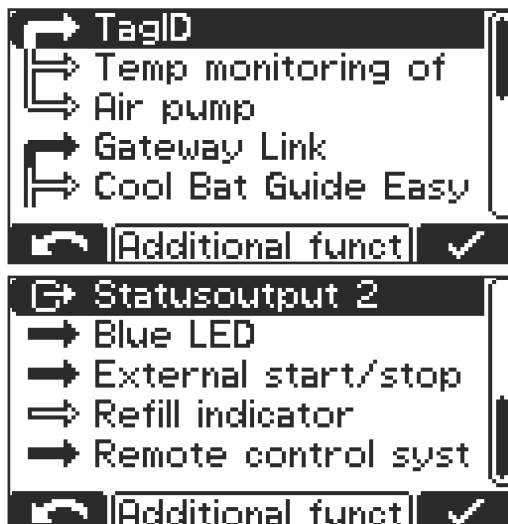 TagID
Temp monitoring of
Air pump
Gateway Link
Cool Bat Guide Easy
Additional funct
Statusoutput 2
Blue LED
External start/stop
Refill indicator
Remote control syst
Additional funct